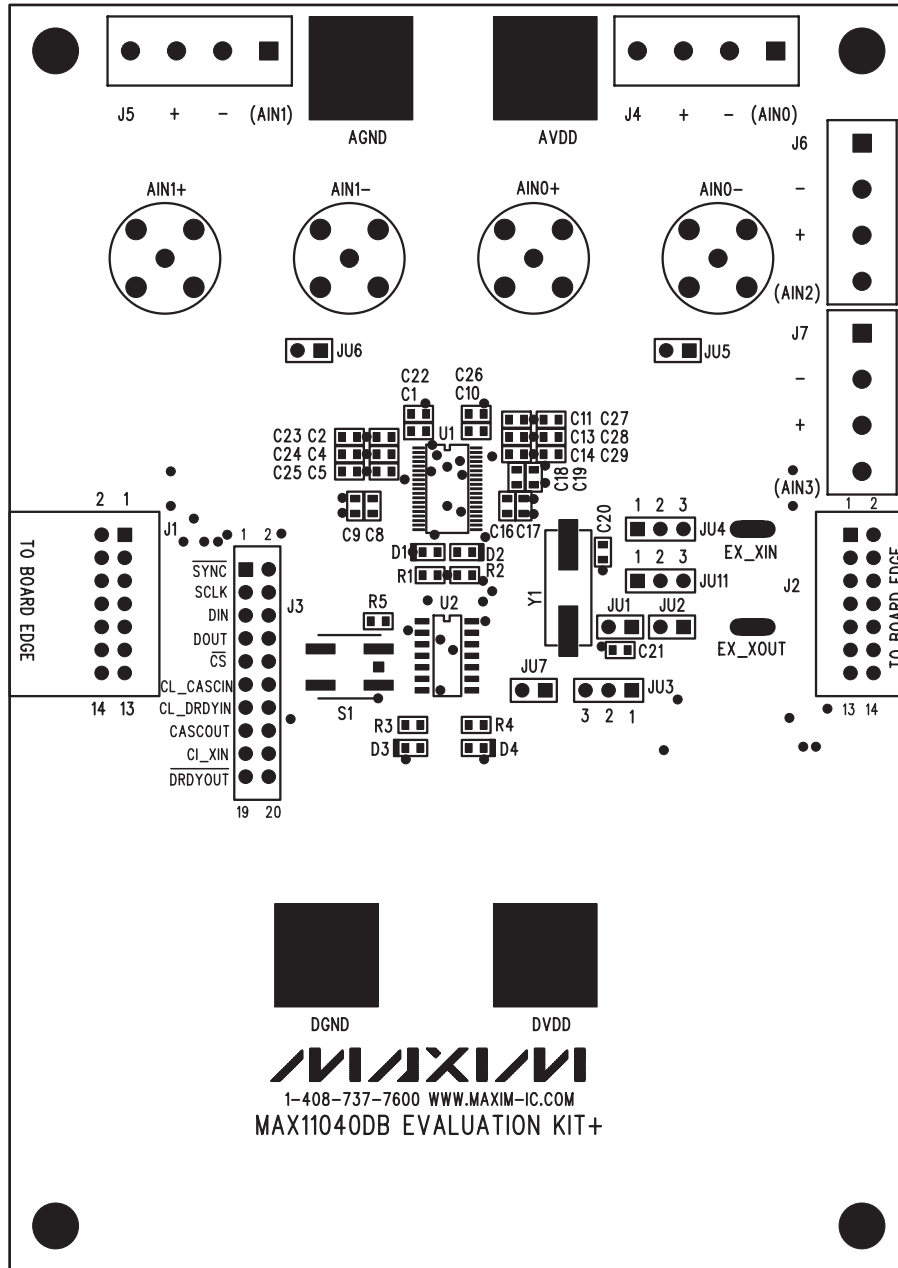 J5 + - (AIN1)
AGND
AVDD
J4 + - (AIN0)
J6
-
+
(AIN2)
AIN1+
AIN1-
AIN0+
AIN0-
J7
-
+
(AIN3)
JU6
JU5
C22
C1
C26
C10
U1
C23 C2
C24 C4
C25 C5
C11 C27
C13 C28
C14 C29
C18
C19
C9 C8
C16 C17
C20
2 1
J1
TO BOARD EDGE
14 13
1 2
SYNC
SCLK
DIN
DOUT
CS
CL_CASCIN
CL_DRDYIN
CASCOUT
CI_XIN
DRDYOUT
J3
19 20
D1
D2
R1
R2
R5
U2
S1
R3
R4
D3
D4
Y1
1 2 3
JU4
EX_XIN
1 2 3
JU11
JU1
JU2
EX_XOUT
C21
JU7
JU3
3 2 1
1 2
J2
TO BOARD EDGE
13 14
DGND
DVDD
MAXIM
1-408-737-7600 WWW.MAXIM-IC.COM
MAX11040DB EVALUATION KIT+